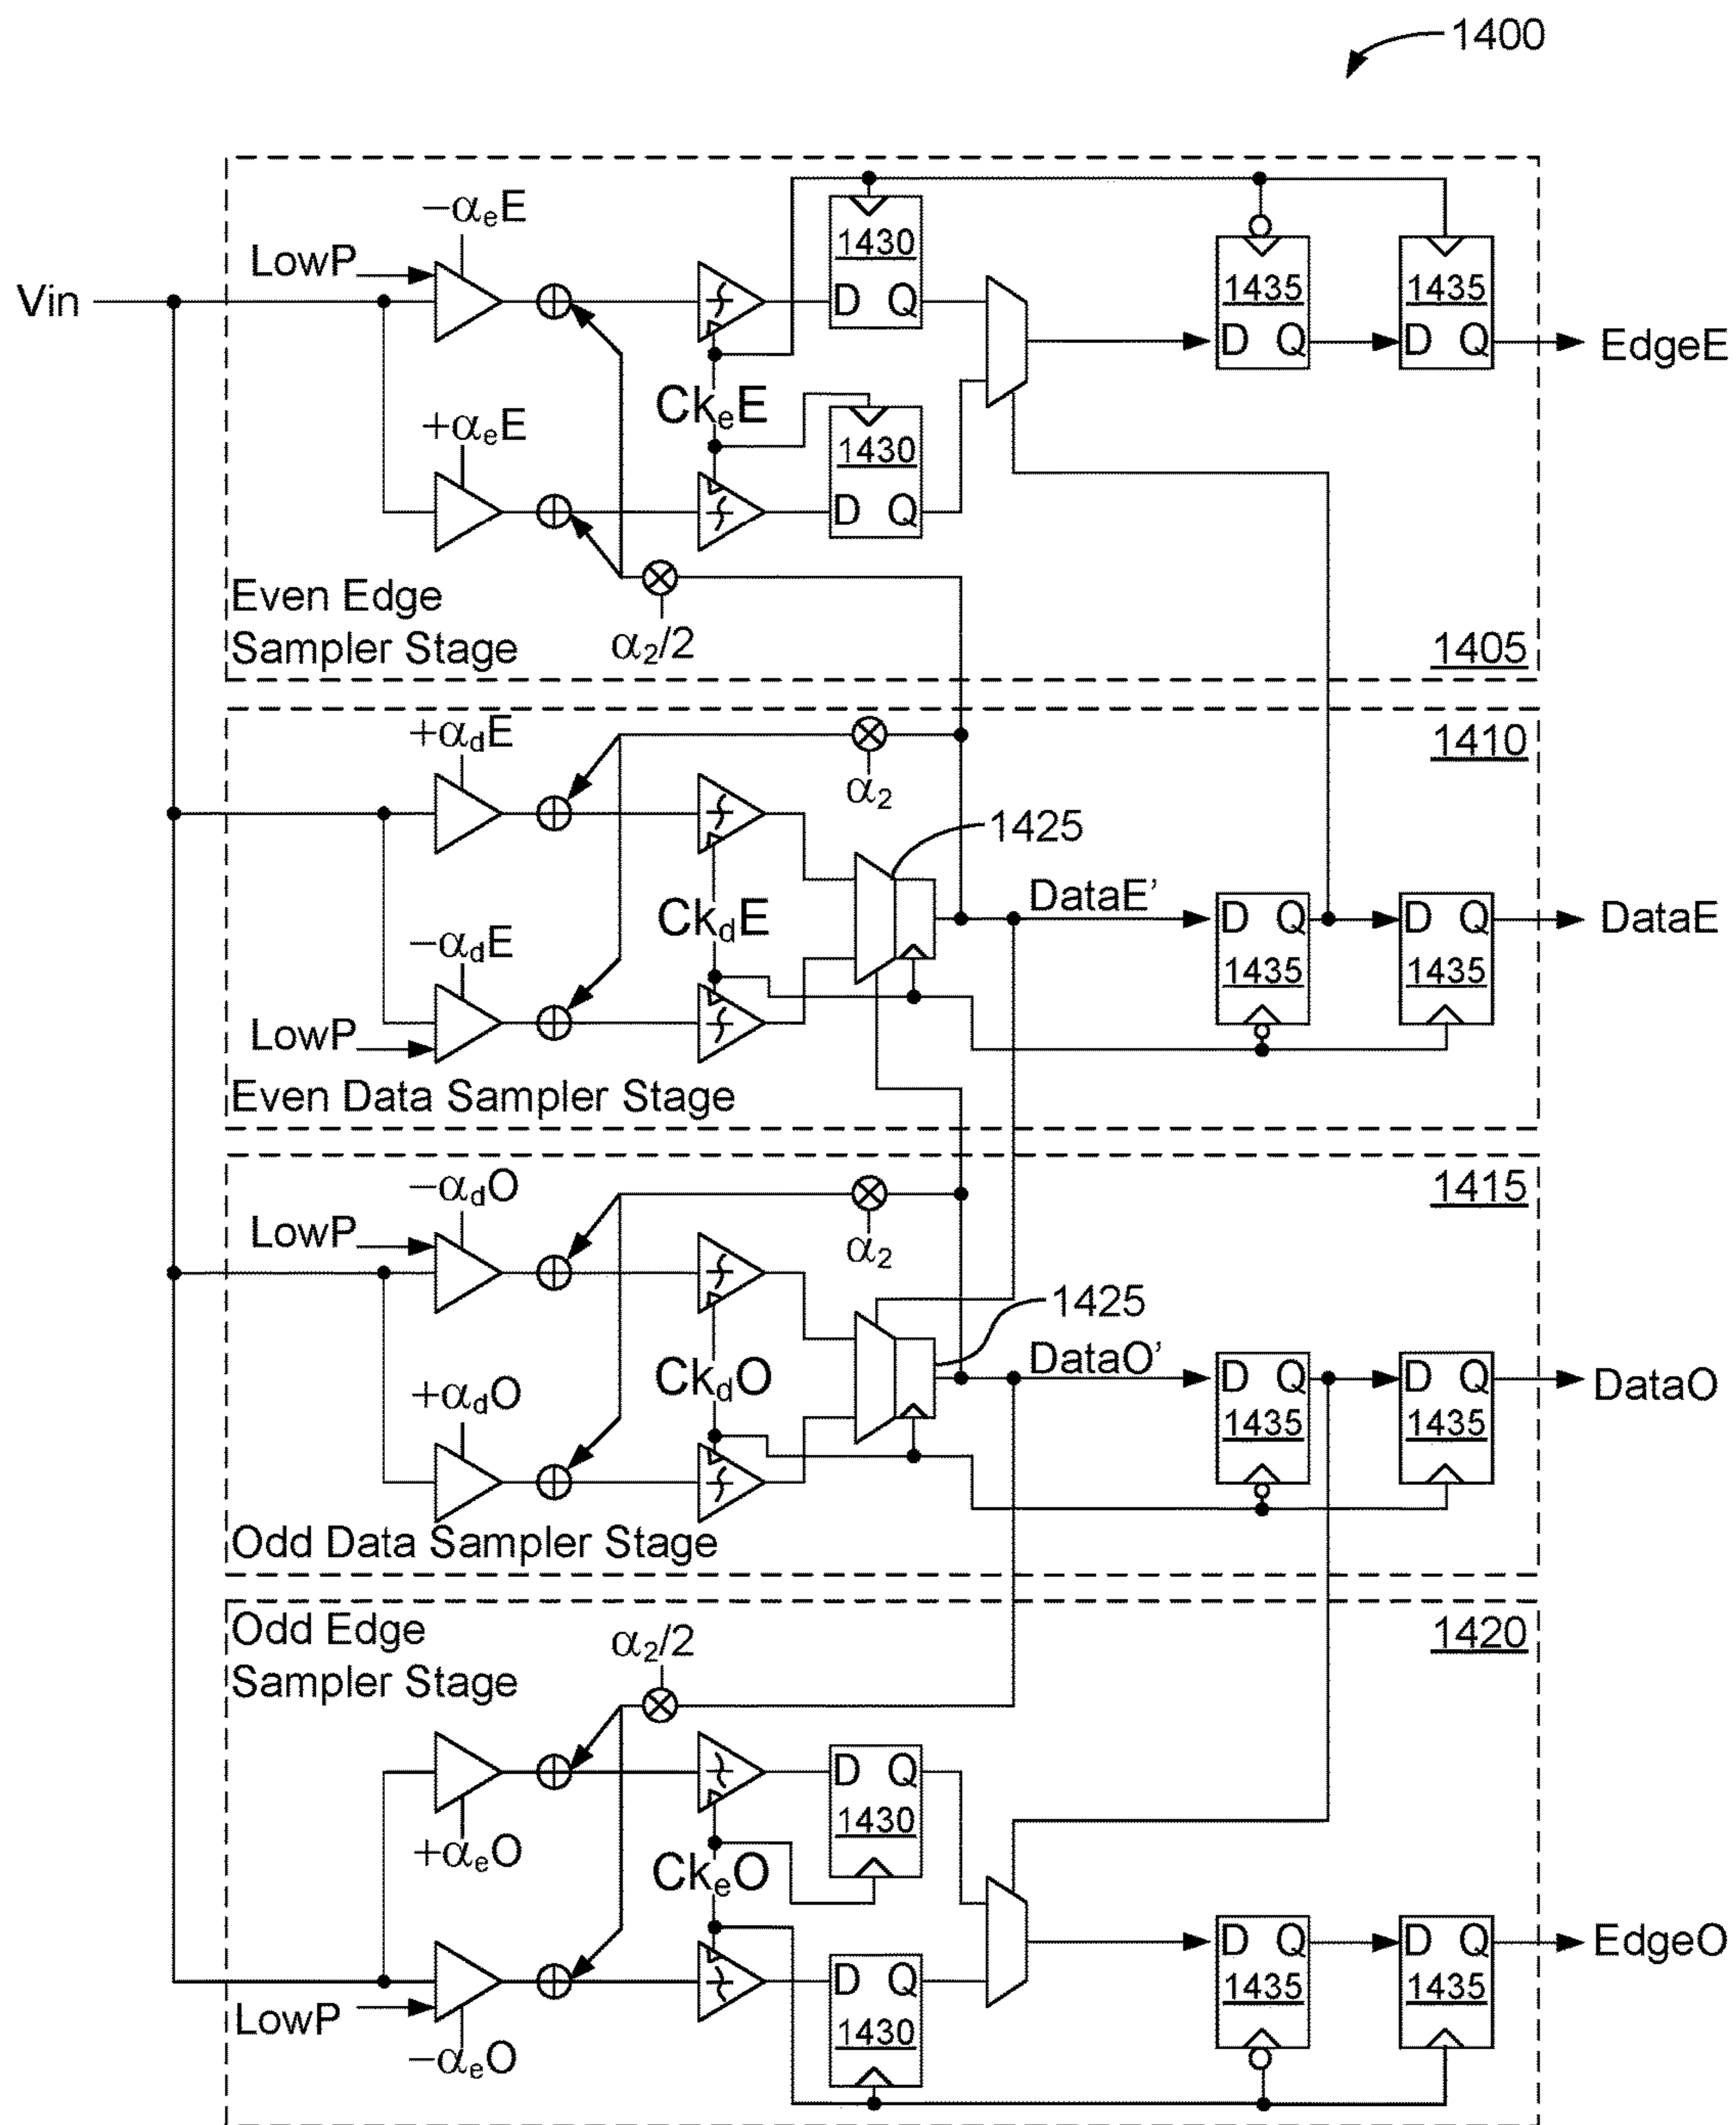 1400
−αeE
LowP
1430
D Q
Vin
1435
D Q
1435
D Q
EdgeE
CkeE
+αeE
1430
D Q
Even Edge
Sampler Stage
α2/2
1405
+αdE
α2
1410
1425
CkdE
DataE’
D Q
1435
D Q
1435
DataE
−αdE
LowP
Even Data Sampler Stage
−αdO
LowP
α2
1415
1425
CkdO
DataO’
D Q
1435
D Q
1435
DataO
+αdO
Odd Data Sampler Stage
Odd Edge
Sampler Stage
α2/2
1420
D Q
1430
+αeO
CkeO
D Q
1435
D Q
1435
EdgeO
LowP
D Q
1430
−αeO